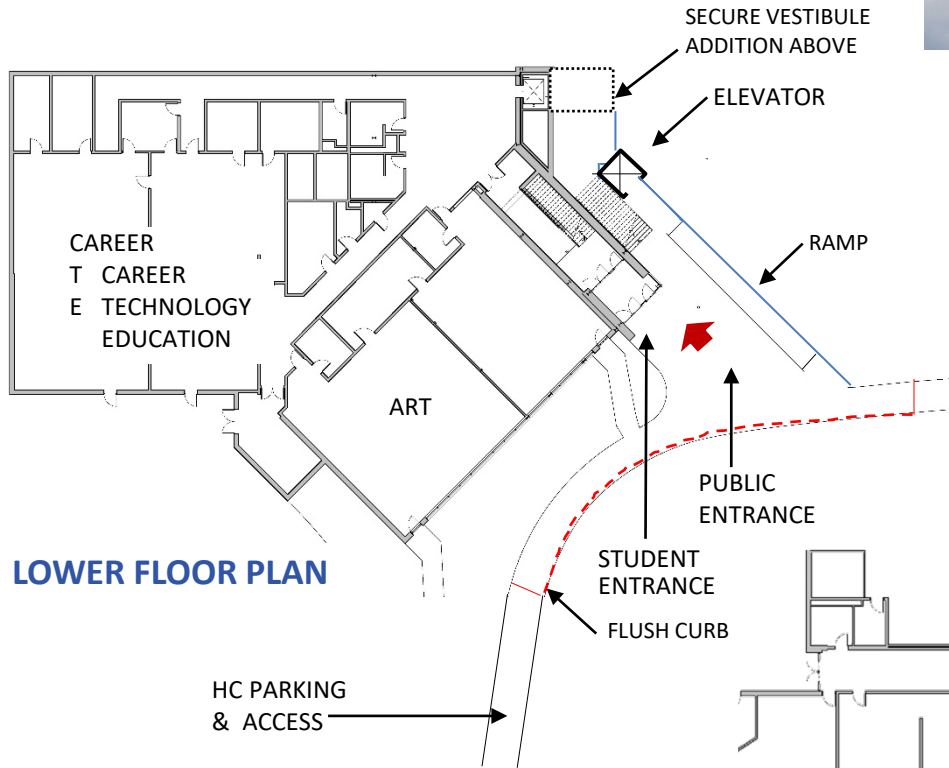 SECURE VESTIBULE
ADDITION ABOVE
ELEVATOR
RAMP
CAREER
T CAREER
E TECHNOLOGY
EDUCATION
ART
PUBLIC
ENTRANCE
LOWER FLOOR PLAN
STUDENT
ENTRANCE
FLUSH CURB
HC PARKING
& ACCESS